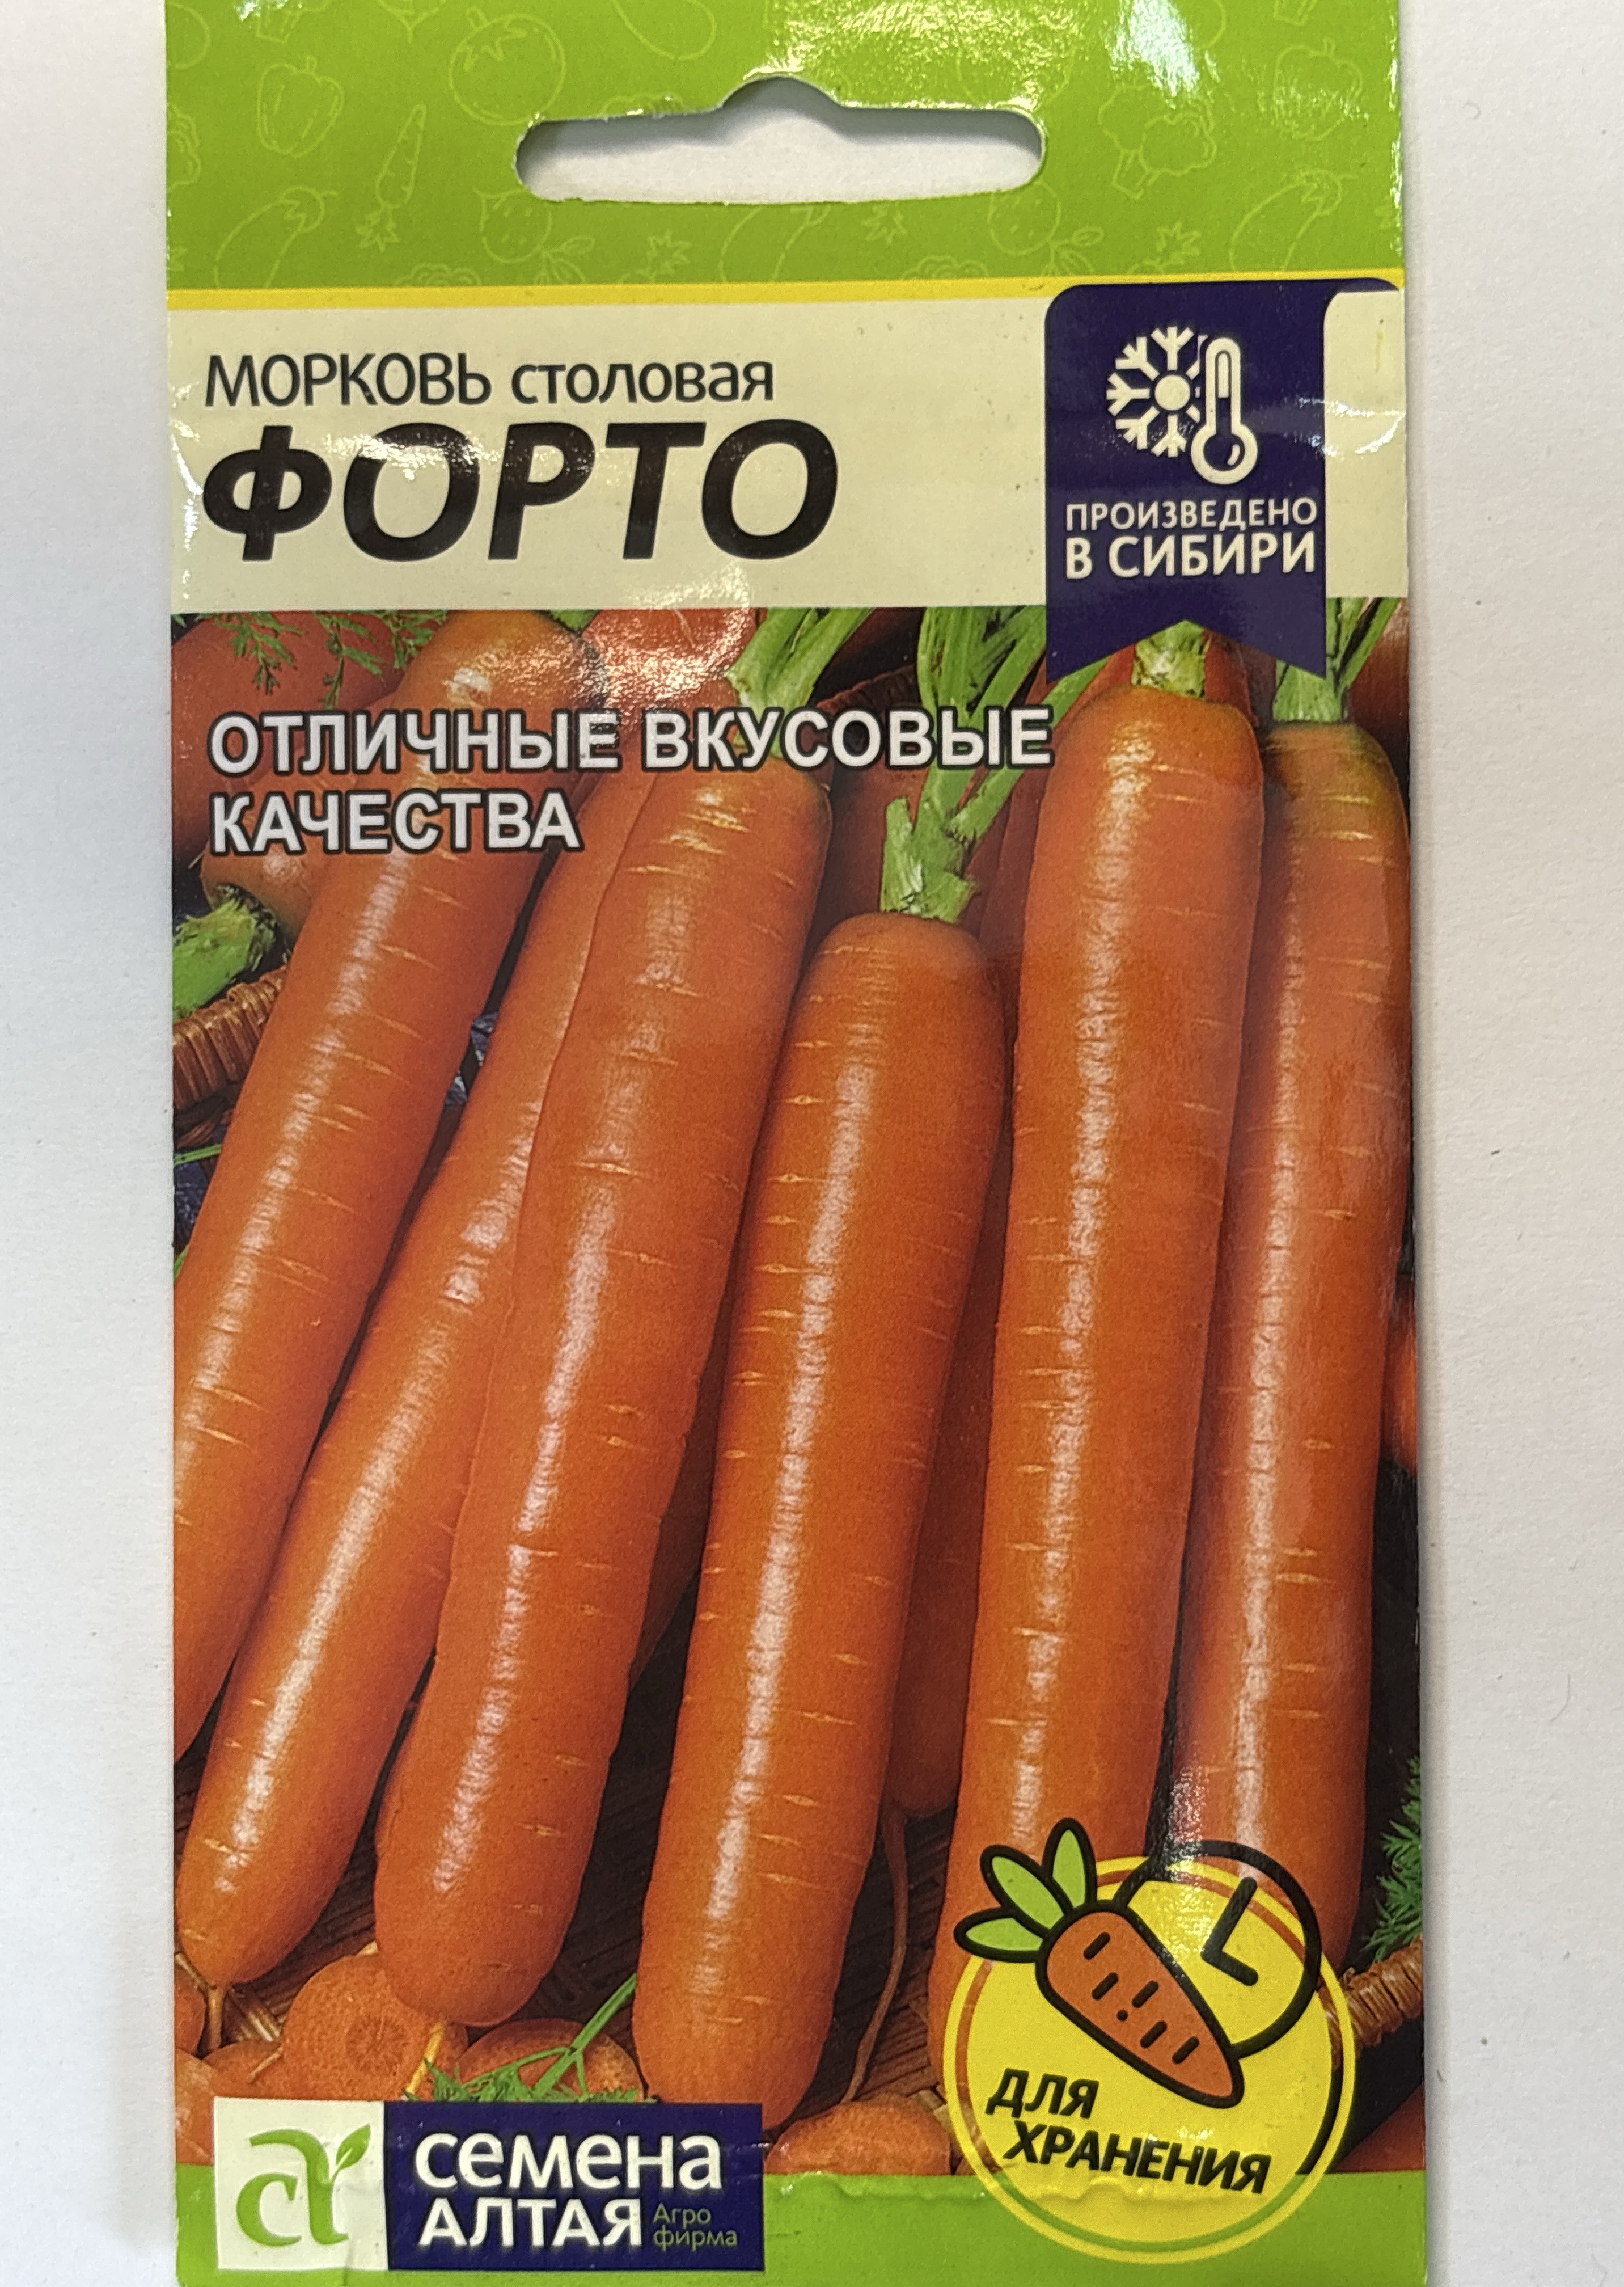 МОРКОВЬ столовая
ФОРТО
ПРОИЗВЕДЕНО
В СИБИРИ
ОТЛИЧНЫЕ ВКУСОВЫЕ
КАЧЕСТВА
ДЛЯ
ХРАНЕНИЯ
семена
АЛТАЯ
Агро
фирма